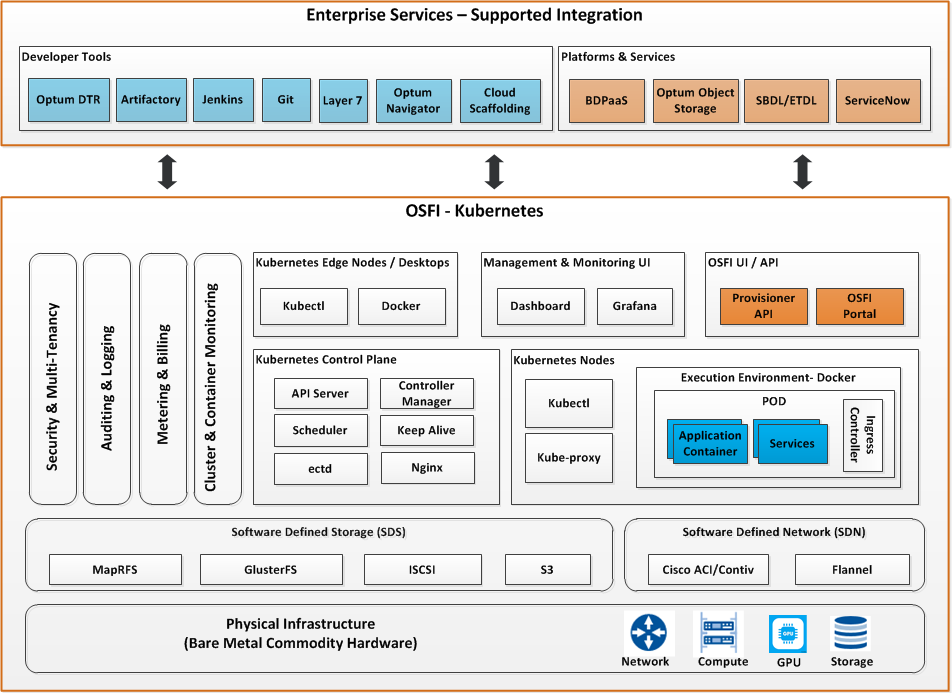 Enterprise Services – Supported Integration
Developer Tools
Optum DTR
Artifactory
Jenkins
Git
Layer 7
Optum
Navigator
Cloud
Scaffolding
Platforms & Services
BDPaaS
Optum Object
Storage
SBDL/ETDL
ServiceNow
OSFI - Kubernetes
Security & Multi-Tenancy
Auditing & Logging
Metering & Billing
Cluster & Container Monitoring
Kubernetes Edge Nodes / Desktops
Kubectl
Docker
Management & Monitoring UI
Dashboard
Grafana
OSFI UI / API
Provisioner
API
OSFI
Portal
Kubernetes Control Plane
API Server
Controller
Manager
Scheduler
Keep Alive
ectd
Nginx
Kubernetes Nodes
Kubectl
Kube-proxy
Execution Environment- Docker
POD
Application
Container
Services
Ingress
Controller
Software Defined Storage (SDS)
MapRFS
GlusterFS
ISCSI
S3
Software Defined Network (SDN)
Cisco ACI/Contiv
Flannel
Physical Infrastructure
(Bare Metal Commodity Hardware)
Network
Compute
GPU
GPU
Storage